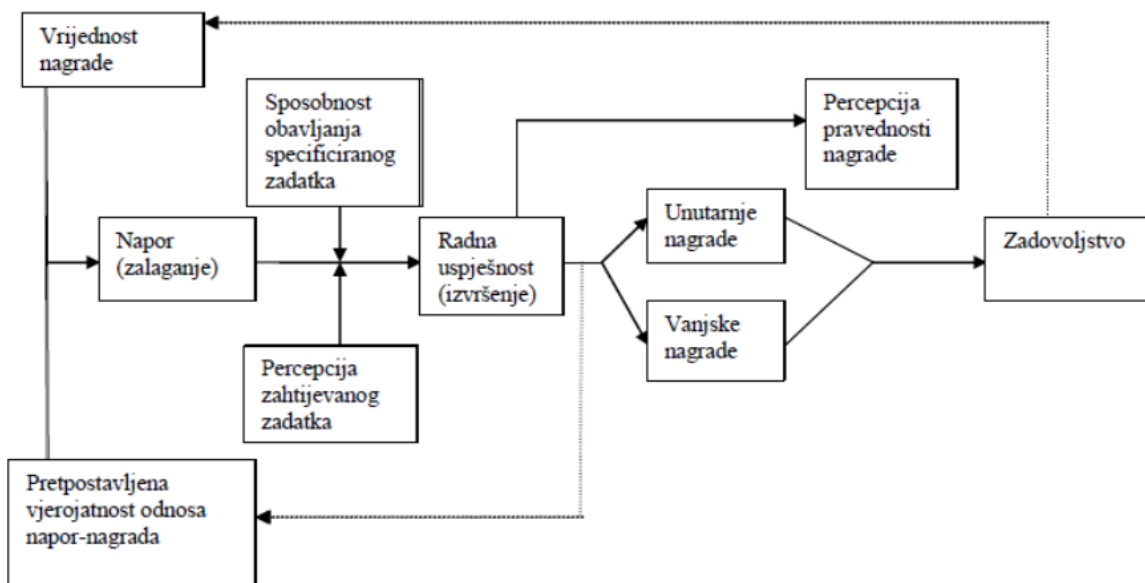 Vrijednost
nagrade
Sposobnost
obavljanja
specificiranog
zadatka
Percepcija
pravednosti
nagrade
Napor
(zalaganje)
Radna
uspješnost
(izvršenje)
Unutarnje
nagrade
Zadovoljstvo
Vanjske
nagrade
Percepcija
zahtijevanog
zadatka
Pretpostavljena
vjerojatnost odnosa
napor-nagrada